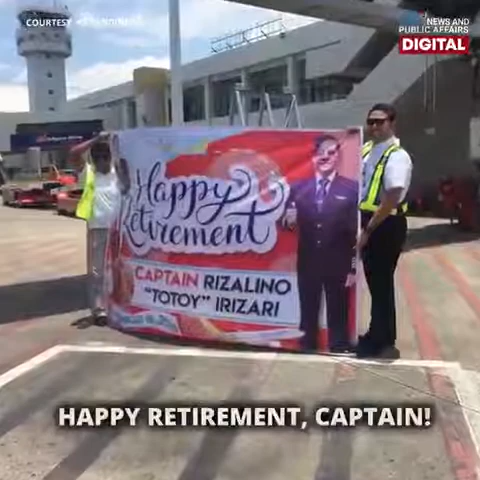 COURTESY
NEWS AND
PUBLIC AFFAIRS
DIGITAL
Happy
Retirement
CAPTAIN RIZALINO
"TOTOY" IRIZARI
HAPPY RETIREMENT, CAPTAIN!